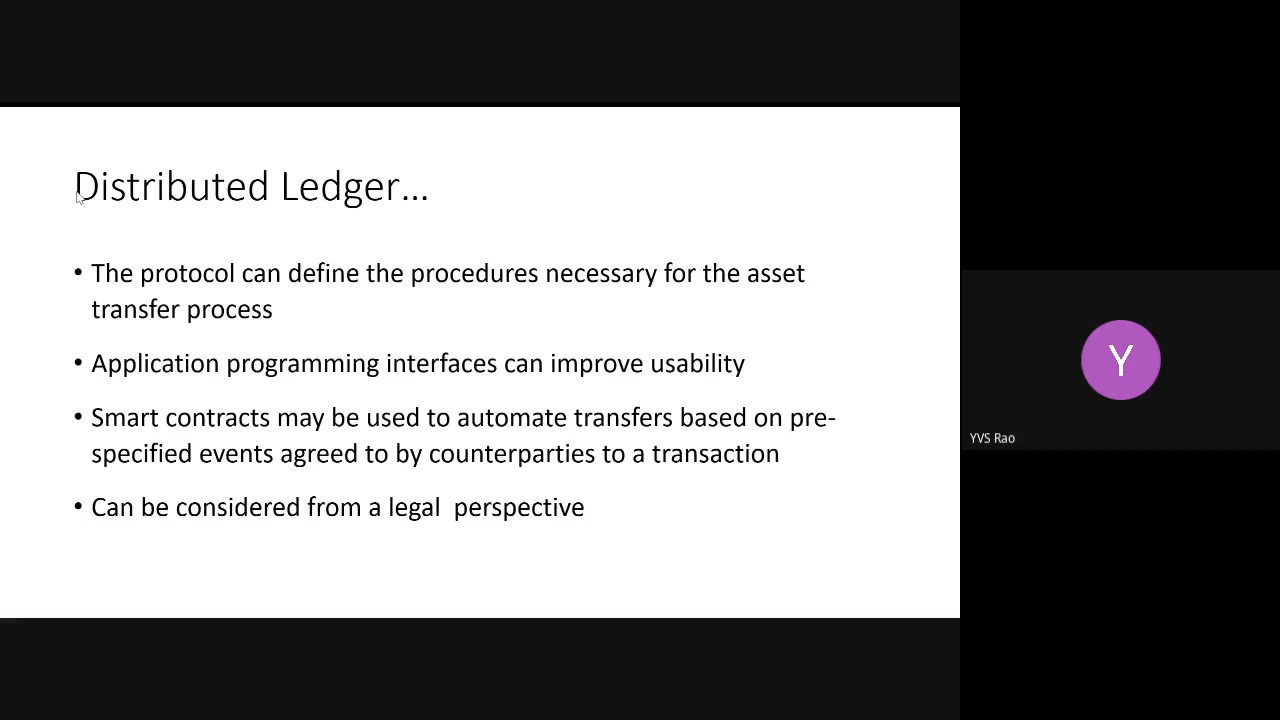 Distributed Ledger...
• The protocol can define the procedures necessary for the asset
transfer process
• Application programming interfaces can improve usability
• Smart contracts may be used to automate transfers based on pre-
specified events agreed to by counterparties to a transaction
• Can be considered from a legal  perspective
Y
YVS Rao